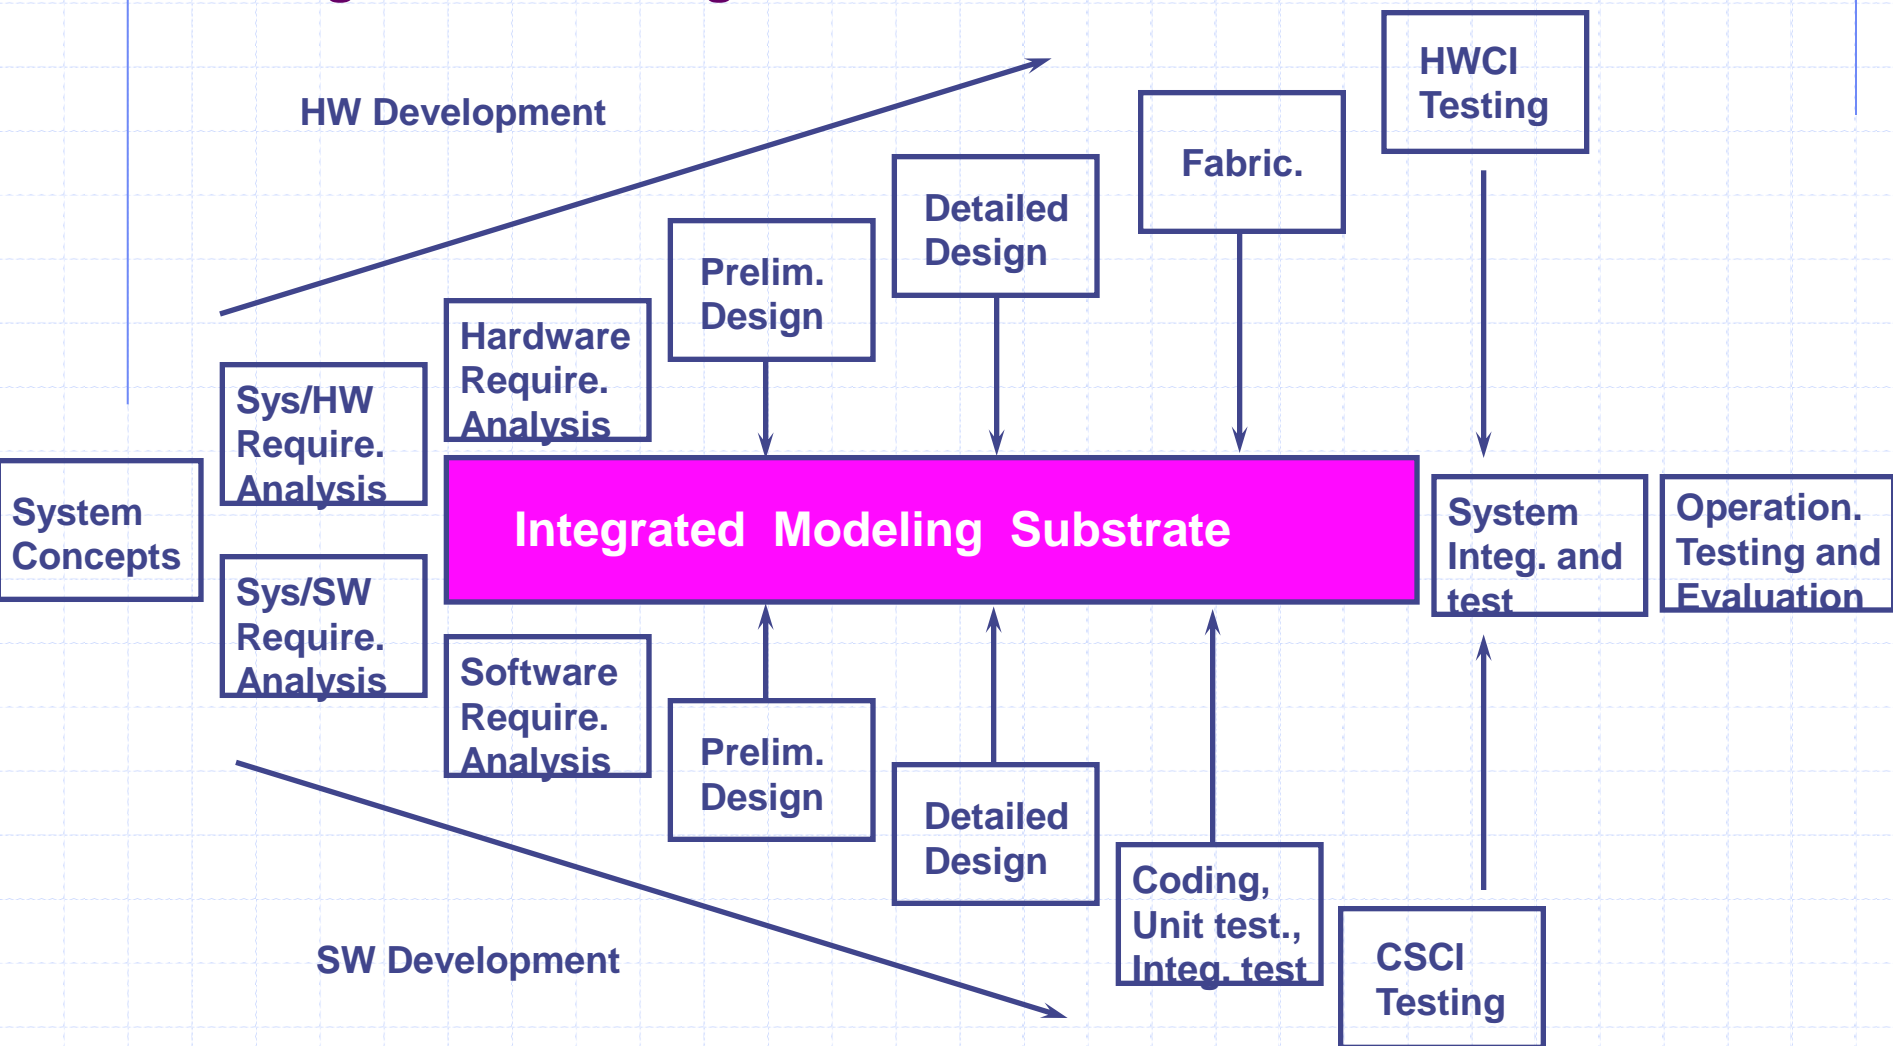 HWCI
Testing
HW Development
Fabric.
Detailed
Design
Prelim.
Design
Hardware
Require.
Analysis
Sys/HW
Require.
Analysis
System
Concepts
Integrated Modeling Substrate
System
Integ. and
test
Operation.
Testing and
Evaluation
Sys/SW
Require.
Analysis
Software
Require.
Analysis
Prelim.
Design
Detailed
Design
Coding,
Unit test.,
Integ. test
SW Development
CSCI
Testing